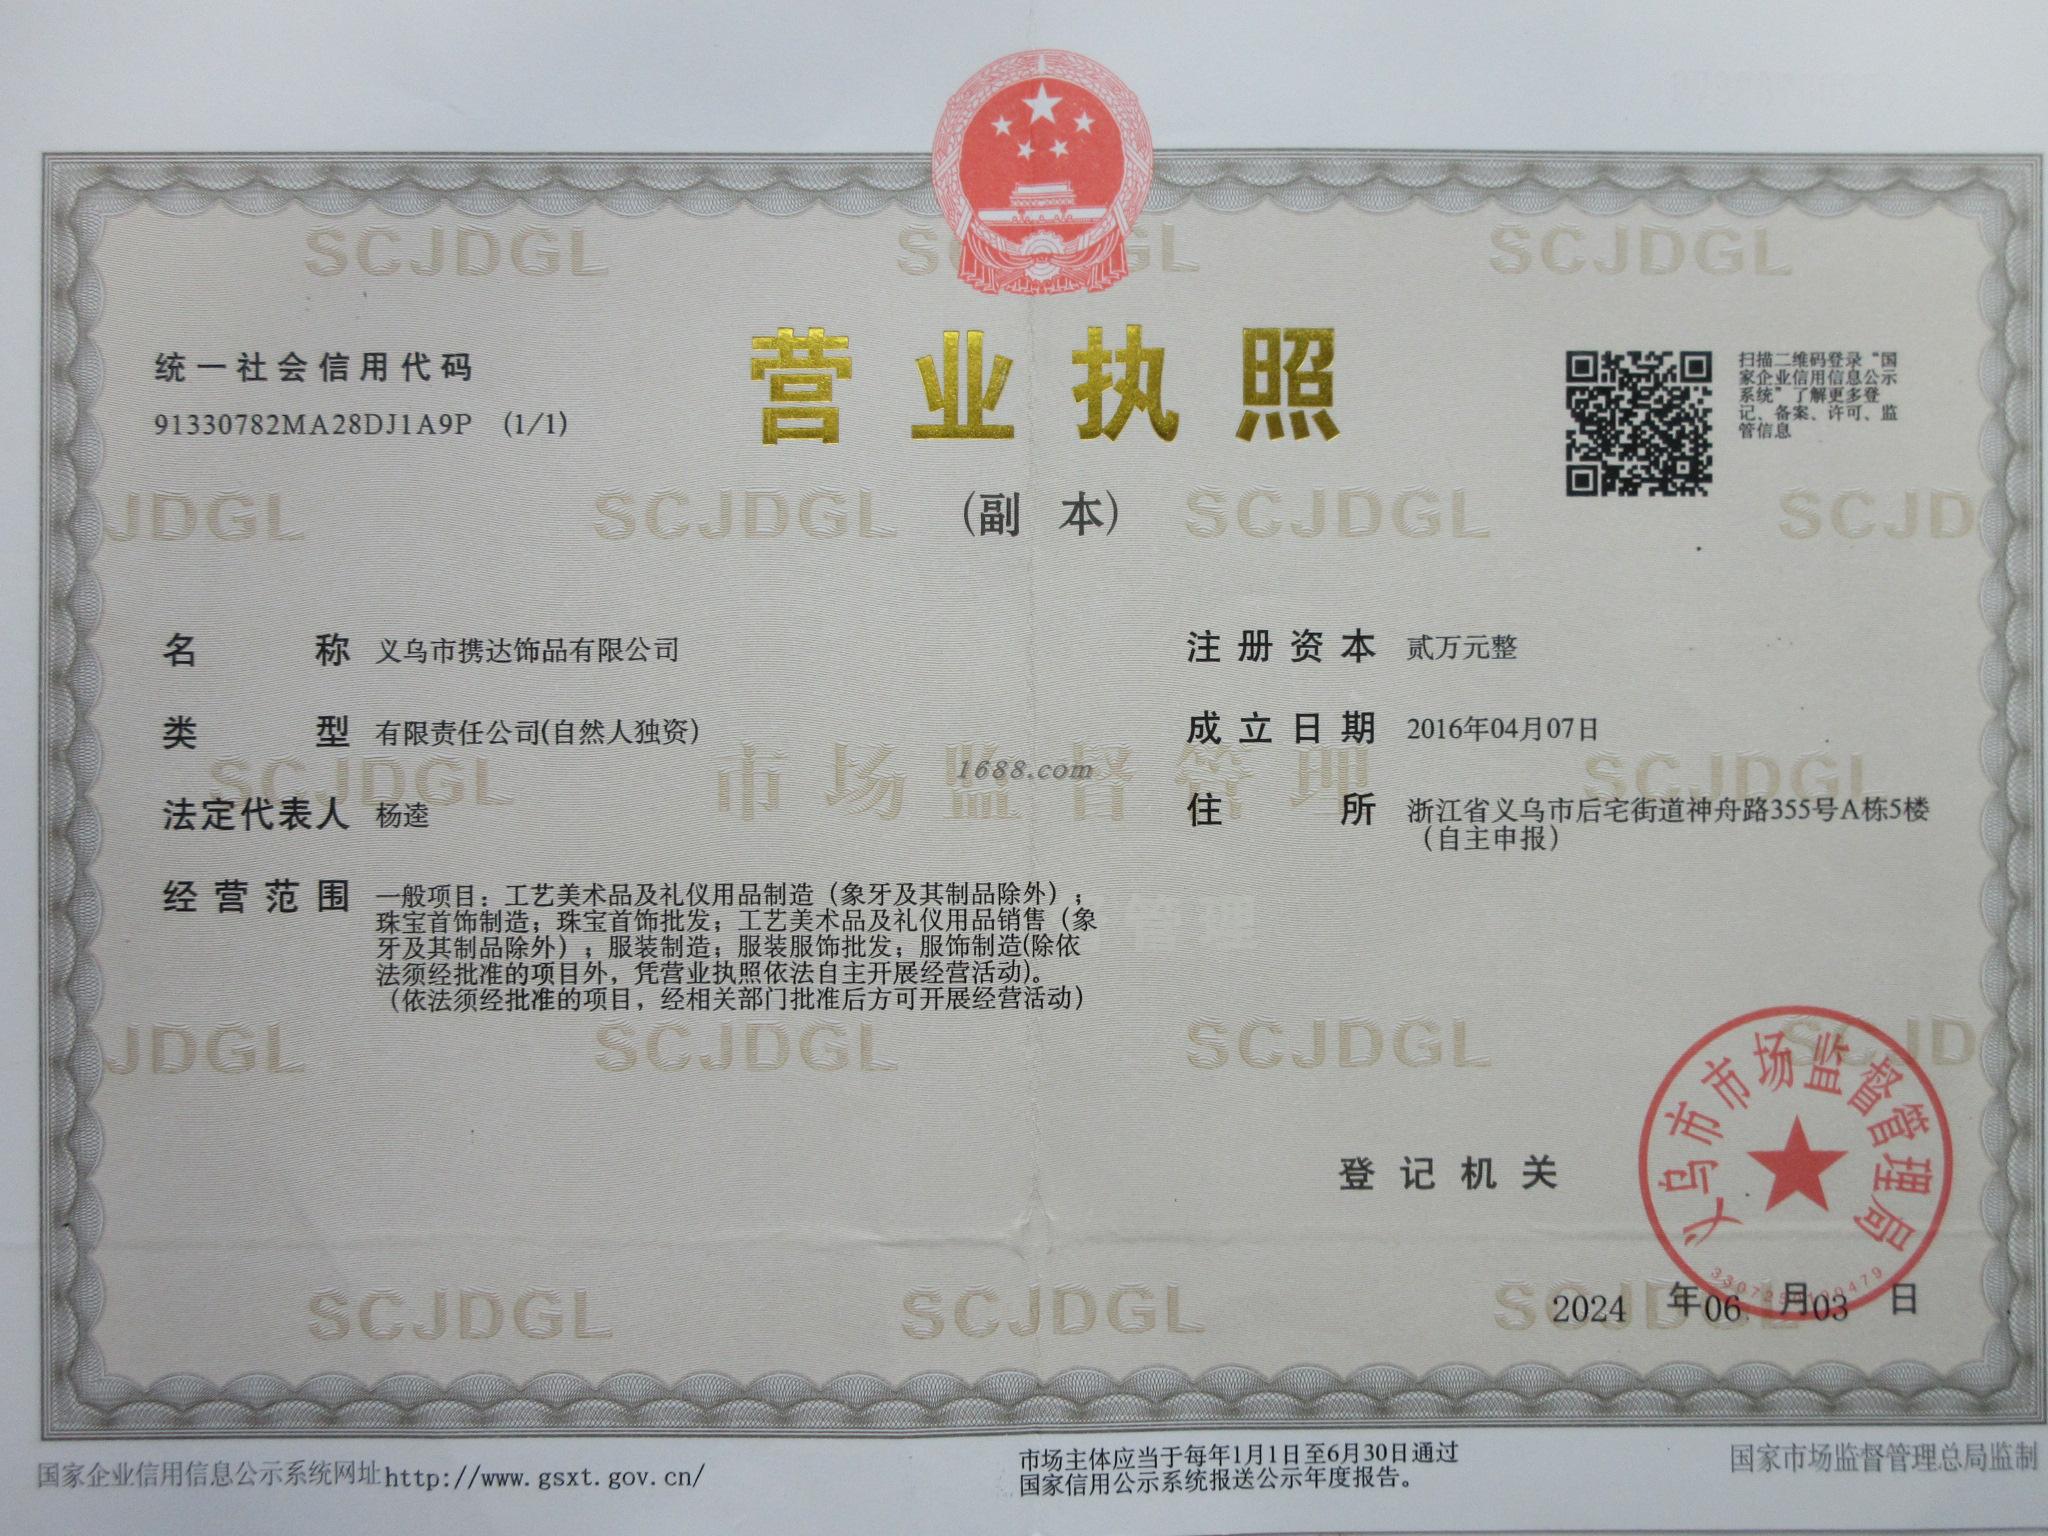 统一社会信用代码
91330782MA28DJ1A9P (1/1)
营业执照
(副 本)
扫描二维码登录“国
家企业信用信息公示
系统”了解更多登
记、备案、许可、监
管信息
名 称 义乌市携达饰品有限公司
类 型 有限责任公司(自然人独资)
法定代表人 杨逵
经营范围 一般项目：工艺美术品及礼仪用品制造（象牙及其制品除外）；
珠宝首饰制造；珠宝首饰批发；工艺美术品及礼仪用品销售（象
牙及其制品除外）；服装制造；服装服饰批发；服饰制造(除依
法须经批准的项目外，凭营业执照依法自主开展经营活动)。
（依法须经批准的项目，经相关部门批准后方可开展经营活动）
注册资本 贰万元整
成立日期 2016年04月07日
住 所 浙江省义乌市后宅街道神舟路355号A栋5楼
（自主申报）
SCJDGL
市场监督管理
1688.com
登记机关
义乌市市场监督管理局
2024 年06 月03 日
国家企业信用信息公示系统网址http://www.gsxt.gov.cn/
市场主体应当于每年1月1日至6月30日通过
国家信用公示系统报送公示年度报告。
国家市场监督管理总局监制